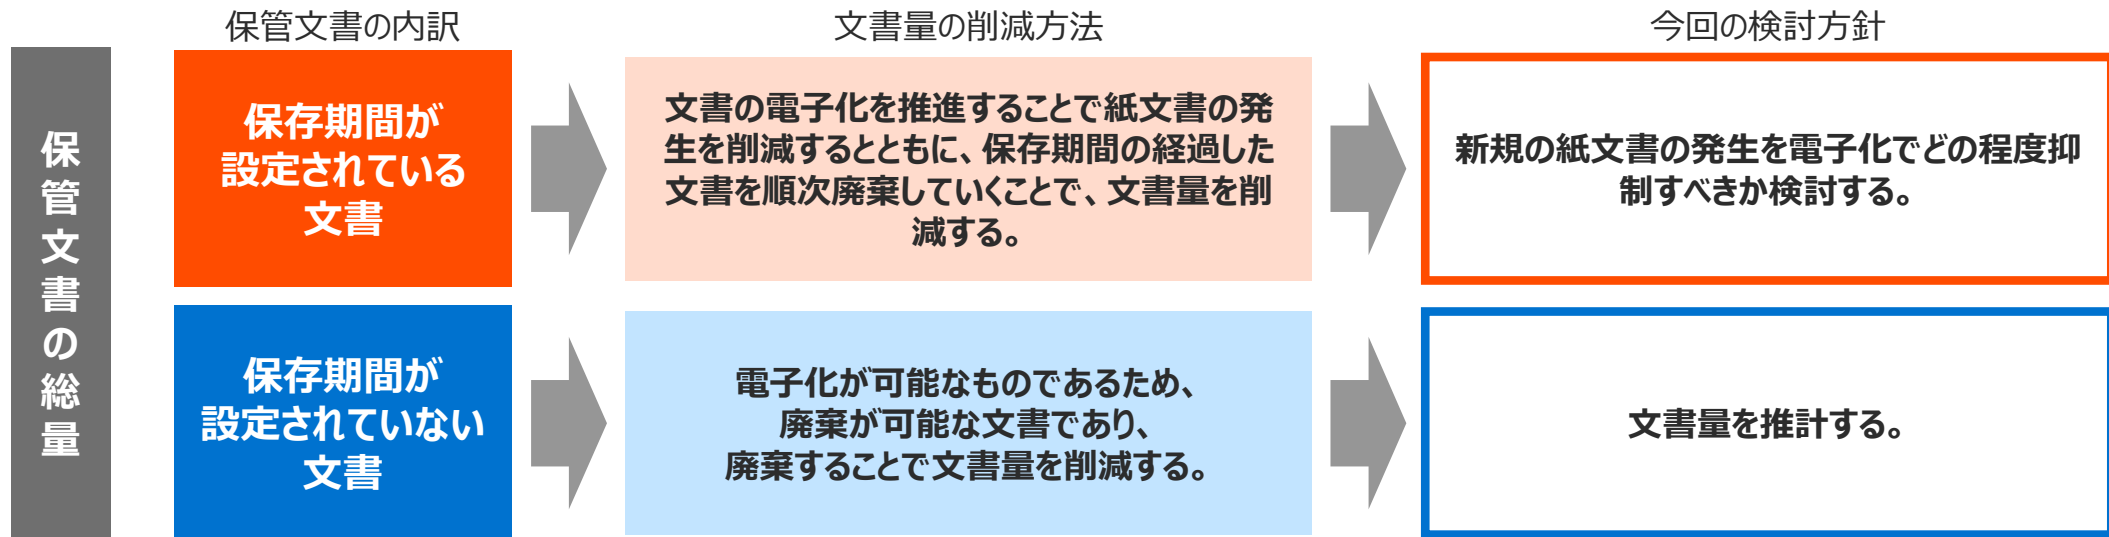 保管文書の内訳
文書量の削減方法
今回の検討方針
保管文書の総量
保存期間が
設定されている
文書
文書の電子化を推進することで紙文書の発
生を削減するとともに、保存期間の経過した
文書を順次廃棄していくことで、文書量を削
減する。
新規の紙文書の発生を電子化でどの程度抑
制すべきか検討する。
保存期間が
設定されていない
文書
電子化が可能なものであるため、
廃棄が可能な文書であり、
廃棄することで文書量を削減する。
文書量を推計する。